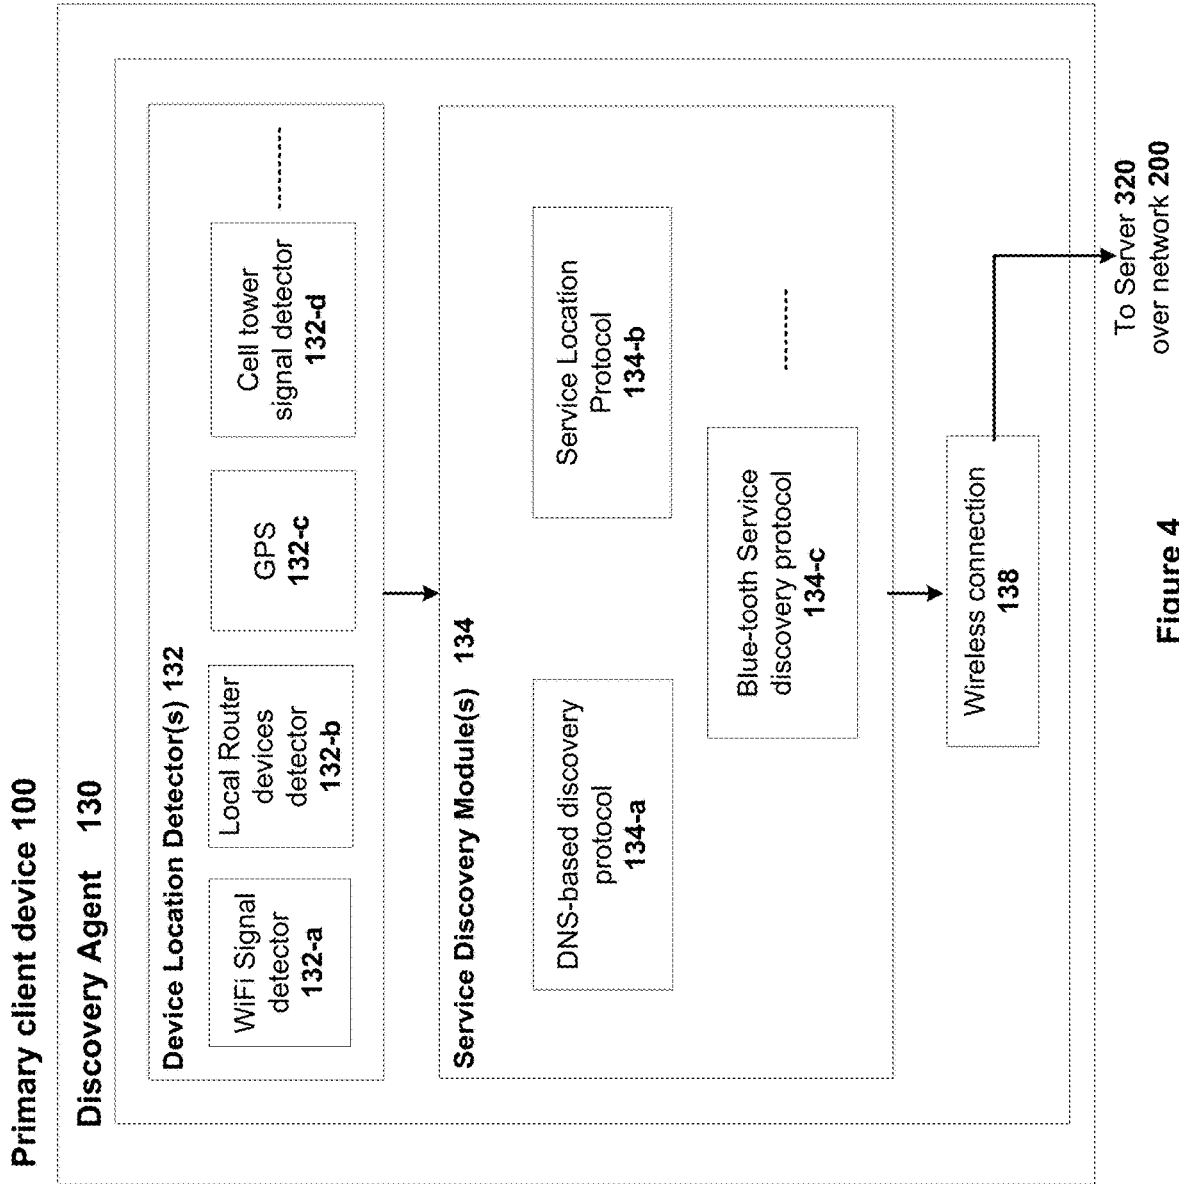 Primary client device 100
Discovery Agent 130
Device Location Detector(s) 132
WiFi Signal
detector
132-a
Local Router
devices
detector
132-b
GPS
132-c
Cell tower
signal detector
132-d
Service Discovery Module(s) 134
DNS-based discovery
protocol
134-a
Service Location
Protocol
134-b
Blue-tooth Service
discovery protocol
134-c
Wireless connection
138
To Server 320
over network 200
Figure 4